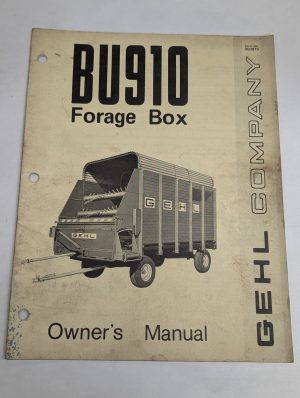 BU910
Forage Box
GEHL COMPANY
GEHL
GEHL
Owner's Manual